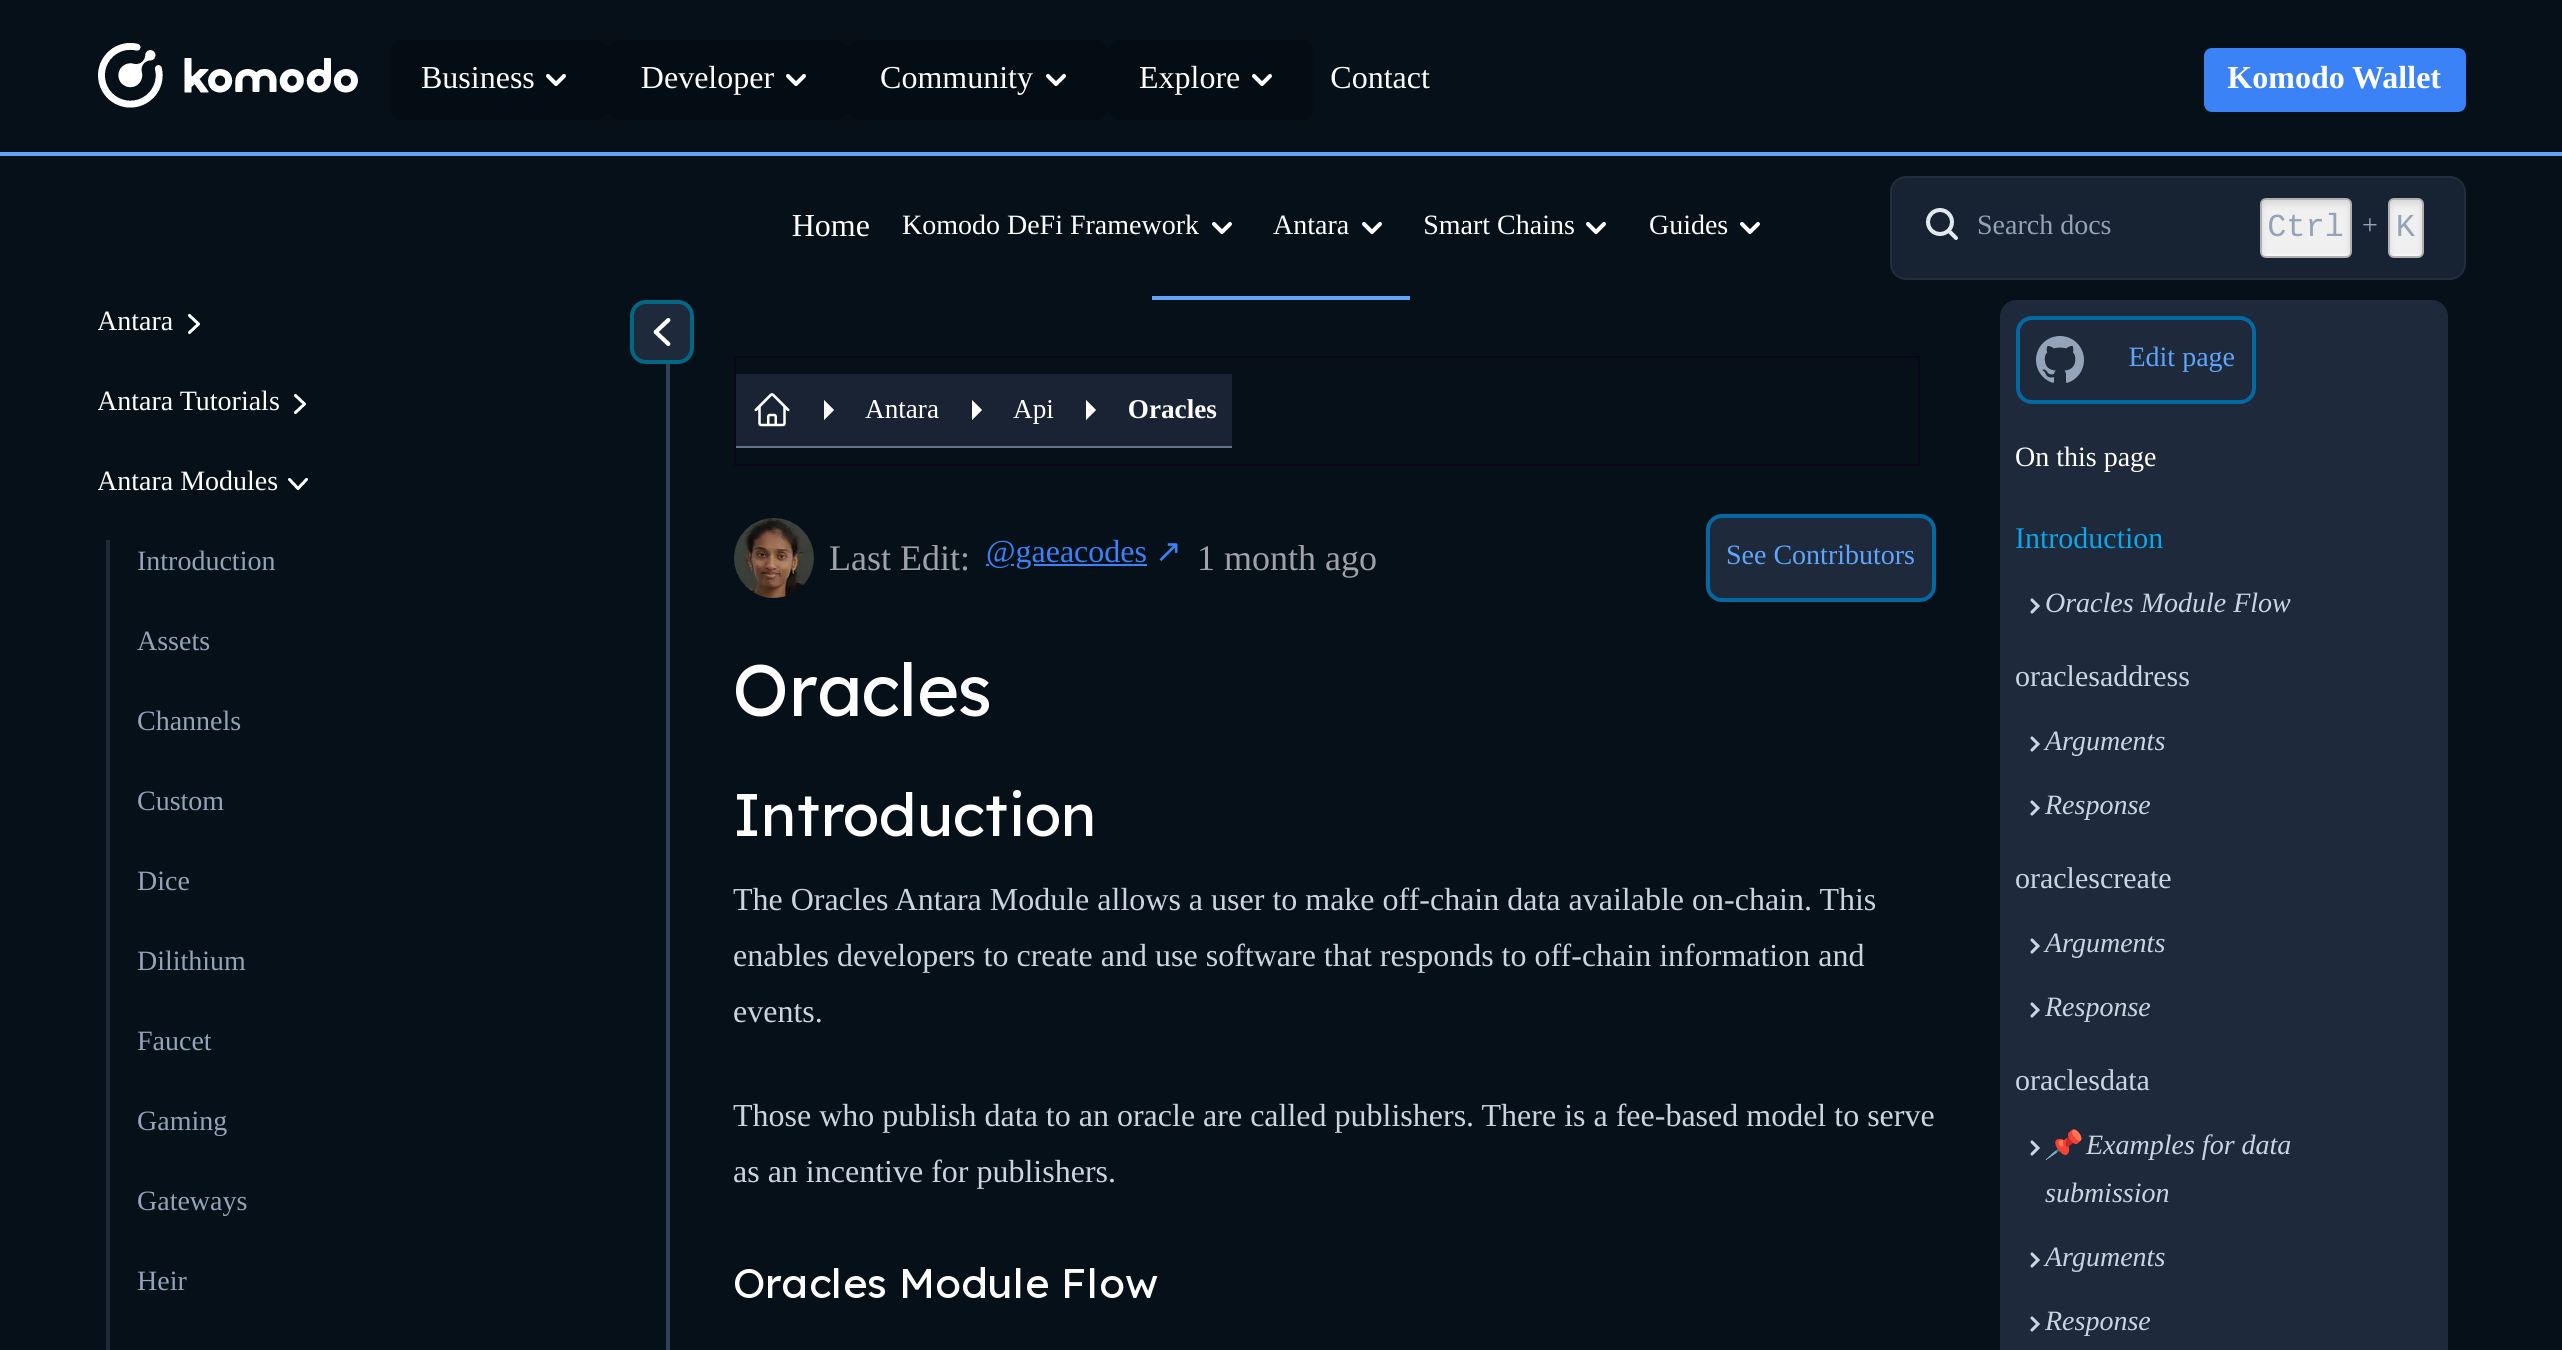 komodo
Business
Developer
Community
Explore
Contact
Komodo Wallet
Home
Komodo DeFi Framework
Antara
Smart Chains
Guides
Search docs
Ctrl + K
Antara
Antara Tutorials
Antara Modules
Introduction
Assets
Channels
Custom
Dice
Dilithium
Faucet
Gaming
Gateways
Heir
Antara
Api
Oracles
Last Edit: @gaeacodes ↗ 1 month ago
See Contributors
Oracles
Introduction
The Oracles Antara Module allows a user to make off-chain data available on-chain. This
enables developers to create and use software that responds to off-chain information and
events.
Those who publish data to an oracle are called publishers. There is a fee-based model to serve
as an incentive for publishers.
Oracles Module Flow
Edit page
On this page
Introduction
Oracles Module Flow
oraclesaddress
Arguments
Response
oraclescreate
Arguments
Response
oraclesdata
📌 Examples for data
submission
Arguments
Response